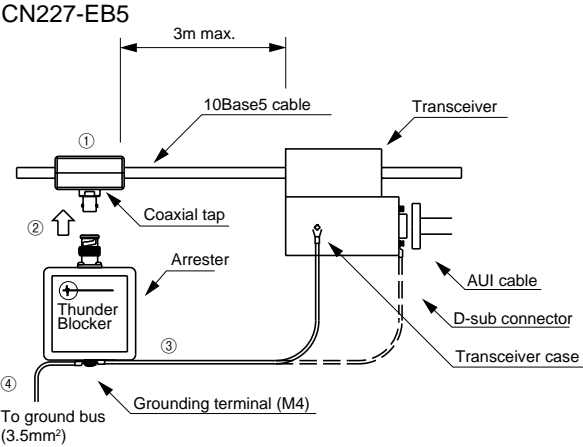 CN227-EB5
3m max.
10Base5 cable
Transceiver
①
Coaxial tap
②
Arrester
AUI cable
Thunder
Blocker
D-sub connector
③
Transceiver case
④
Grounding terminal (M4)
To ground bus
(3.5mm²)